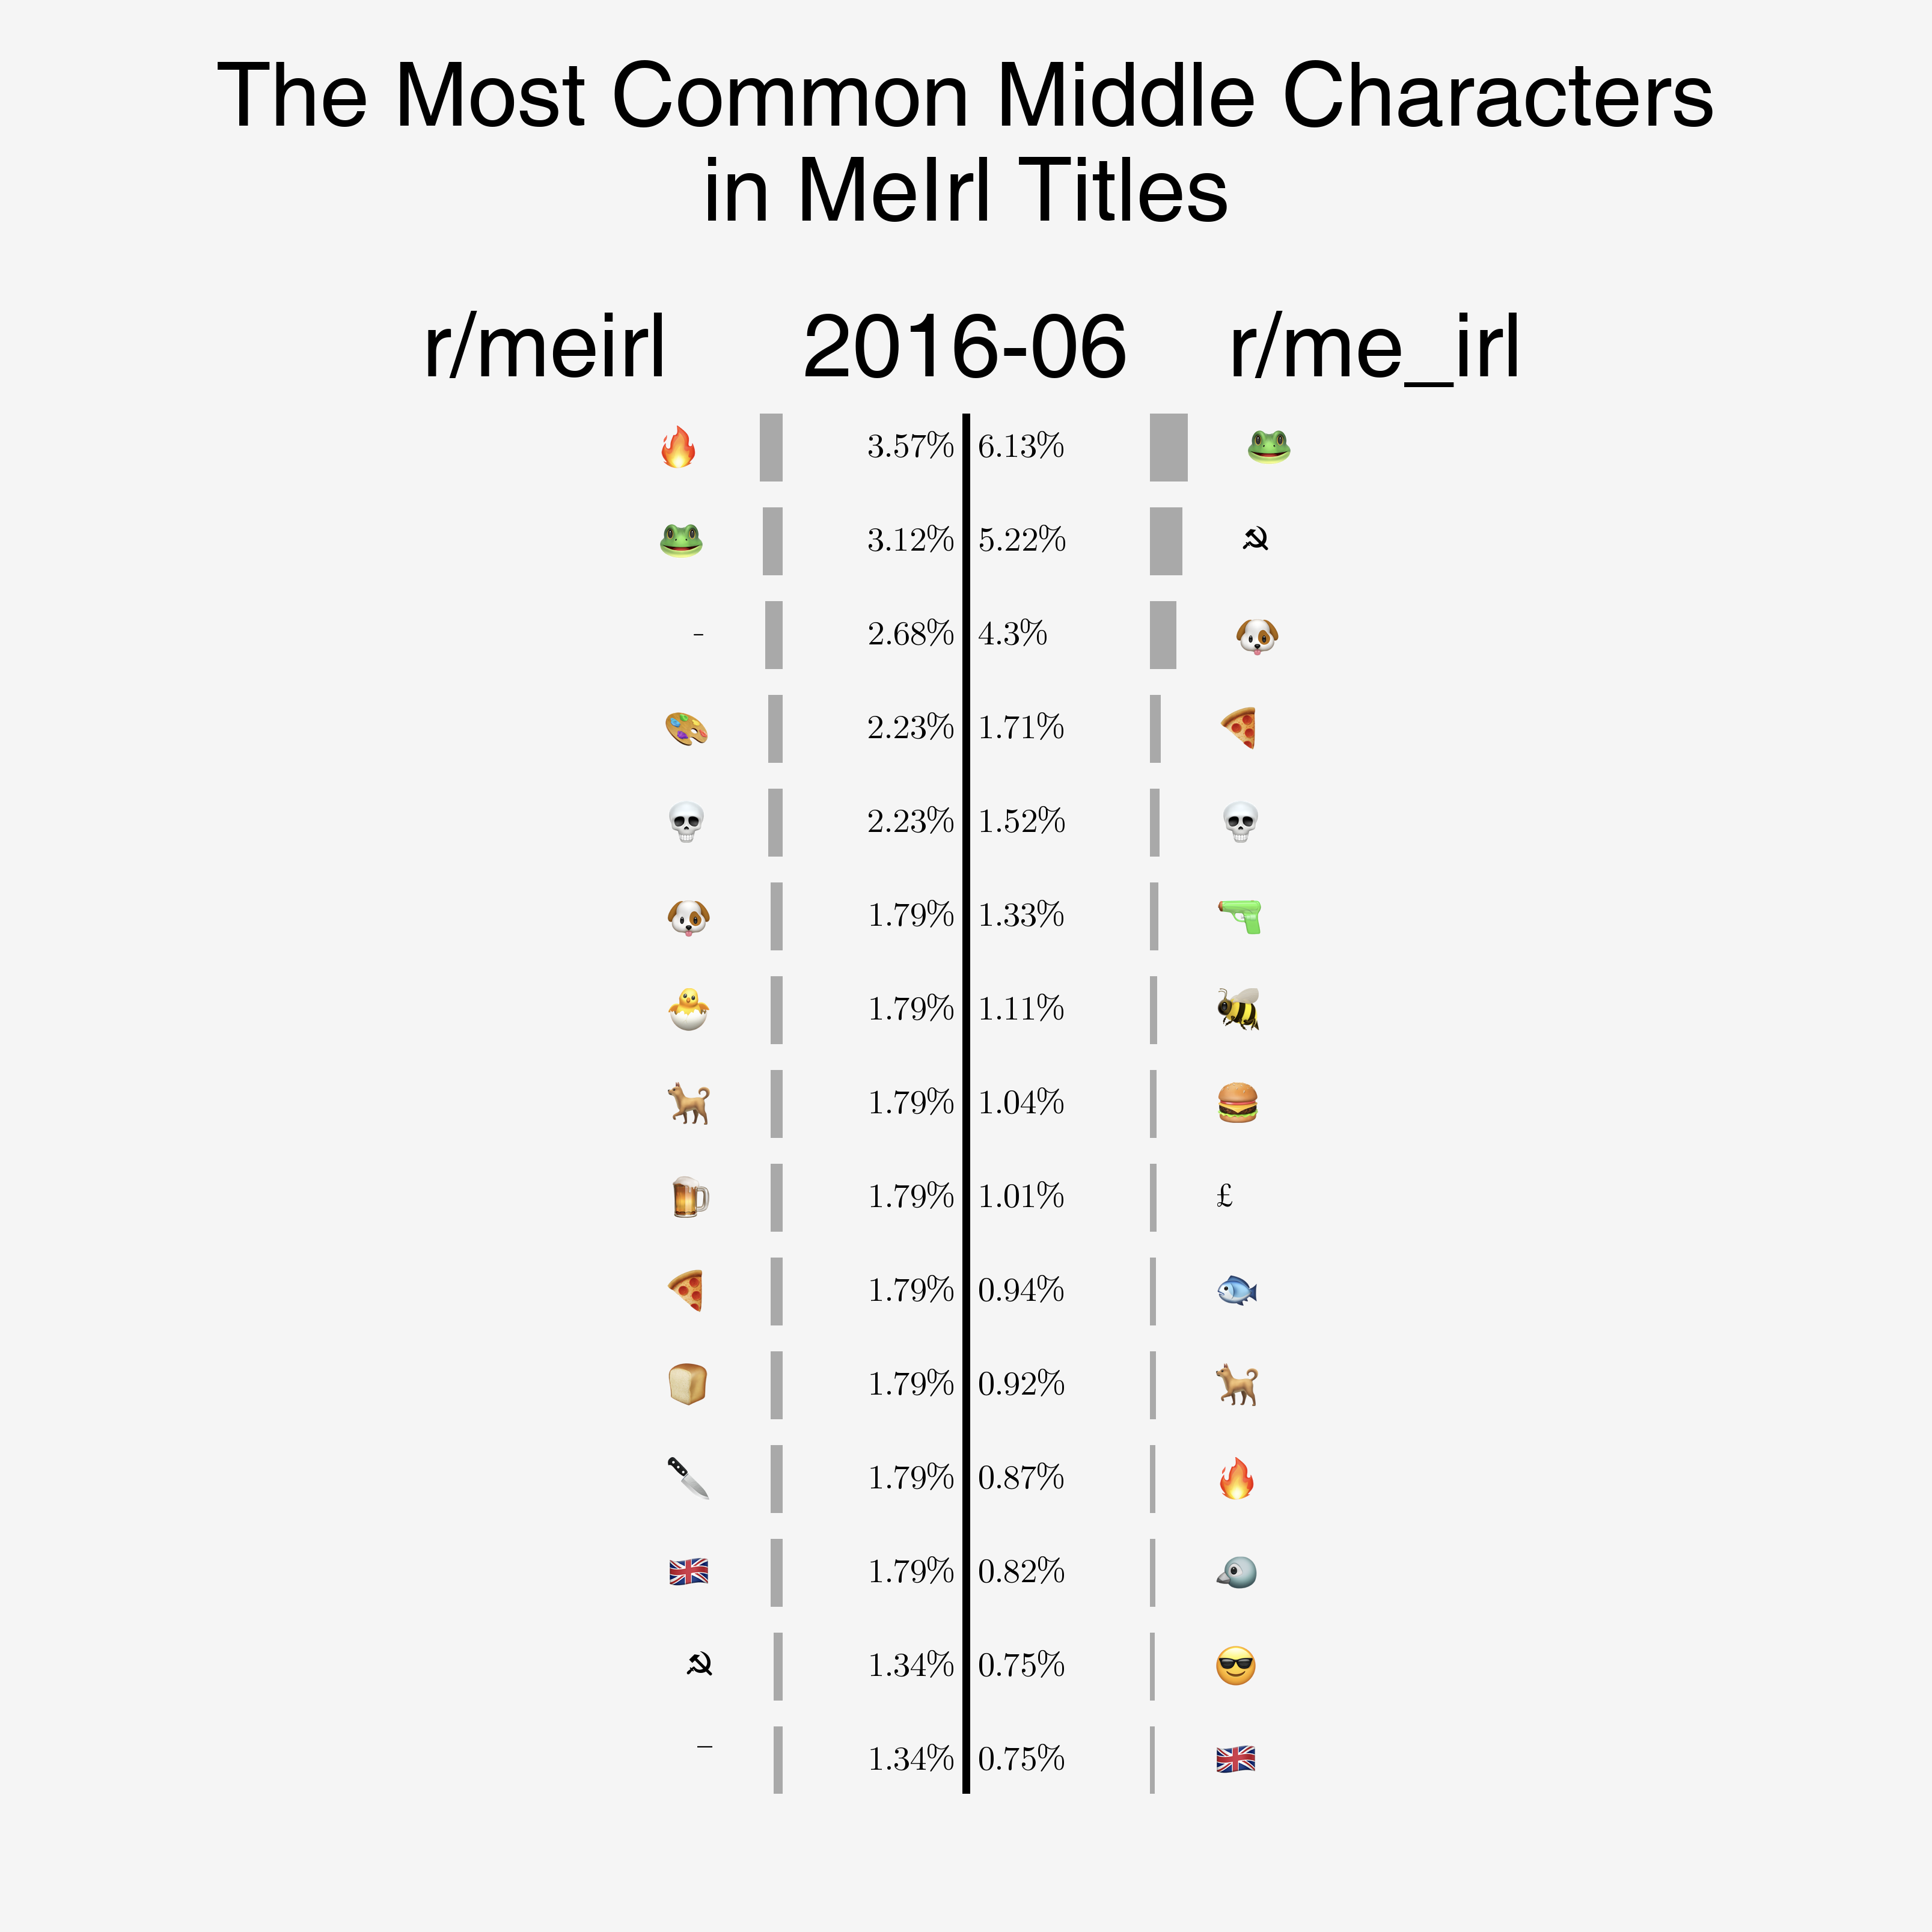 The Most Common Middle Characters
in MeIrl Titles
r/meirl 2016-06 r/me_irl
🔥 3.57% 6.13% 🐸
🐸 3.12% 5.22% ☭
- 2.68% 4.3% 🐶
🎨 2.23% 1.71% 🍕
💀 2.23% 1.52% 💀
🐶 1.79% 1.33% 🔫
🐣 1.79% 1.11% 🐝
🐕 1.79% 1.04% 🍔
🍺 1.79% 1.01% £
🍕 1.79% 0.94% 🐟
🍞 1.79% 0.92% 🐕
🔪 1.79% 0.87% 🔥
🇬🇧 1.79% 0.82% 🐦
☭ 1.34% 0.75% 😎
¯ 1.34% 0.75% 🇬🇧